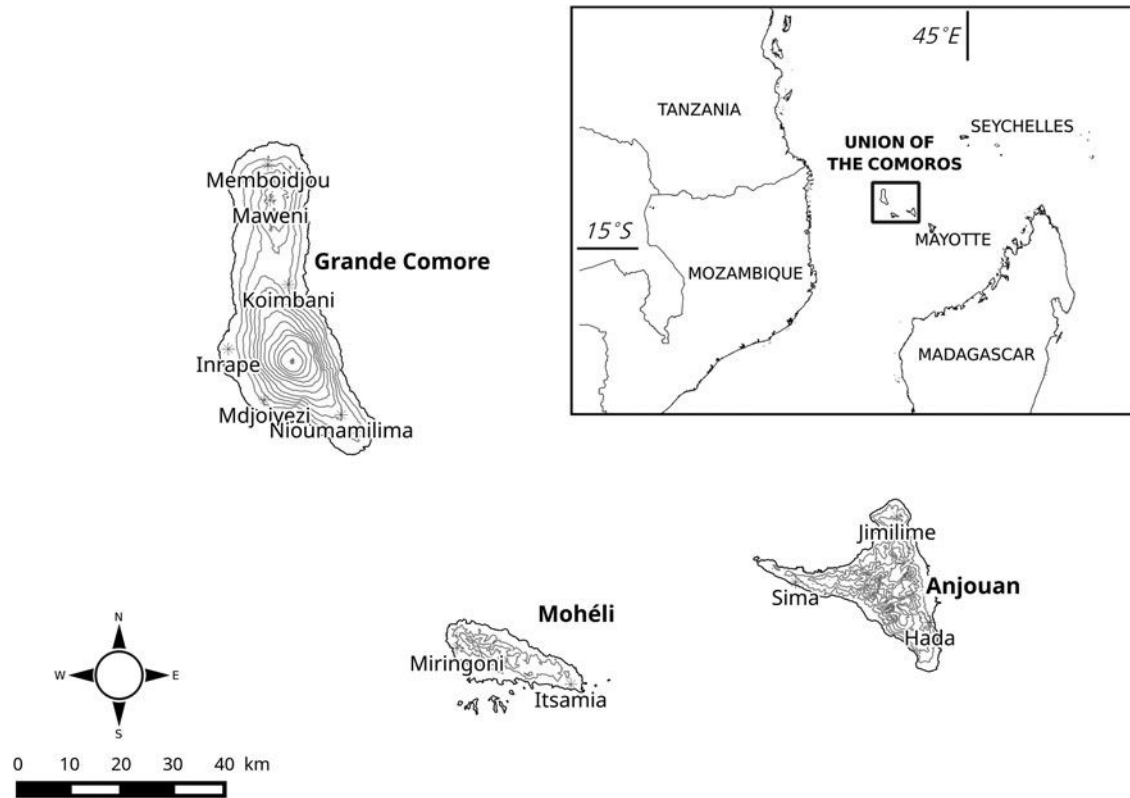 45°E
TANZANIA
SEYCHELLES
UNION OF
THE COMOROS
15°S
MAYOTTE
MOZAMBIQUE
MADAGASCAR
Memboidjou
Maweni
Grande Comore
Koimbani
Inrape
Mdjoiyezi
Nioumamilima
Jimilime
Anjouan
Sima
Mohéli
Hada
Miringoni
Itsamia
N
W E
S
0 10 20 30 40 km